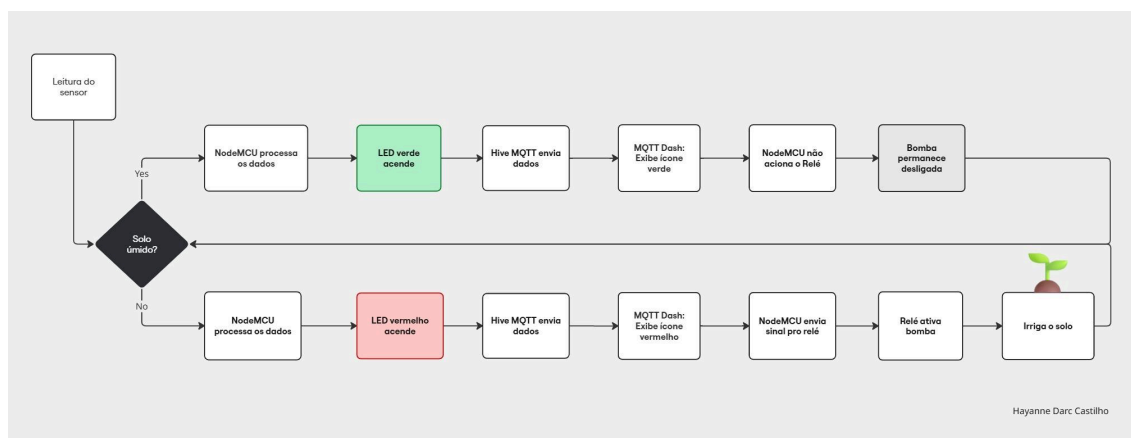 Leitura do
sensor
NodeMCU processa
os dados
LED verde
acende
Hive MQTT envia
dados
MQTT Dash:
Exibe ícone
verde
NodeMCU não
aciona o Relé
Bomba
permanece
desligada
Yes
Solo
úmido?
No
NodeMCU
processa os dados
LED vermelho
acende
Hive MQTT envia
dados
MQTT Dash:
Exibe ícone
vermelho
NodeMCU envia
sinal pro relé
Relé ativa
bomba
Irriga o solo
Hayanne Darc Castilho